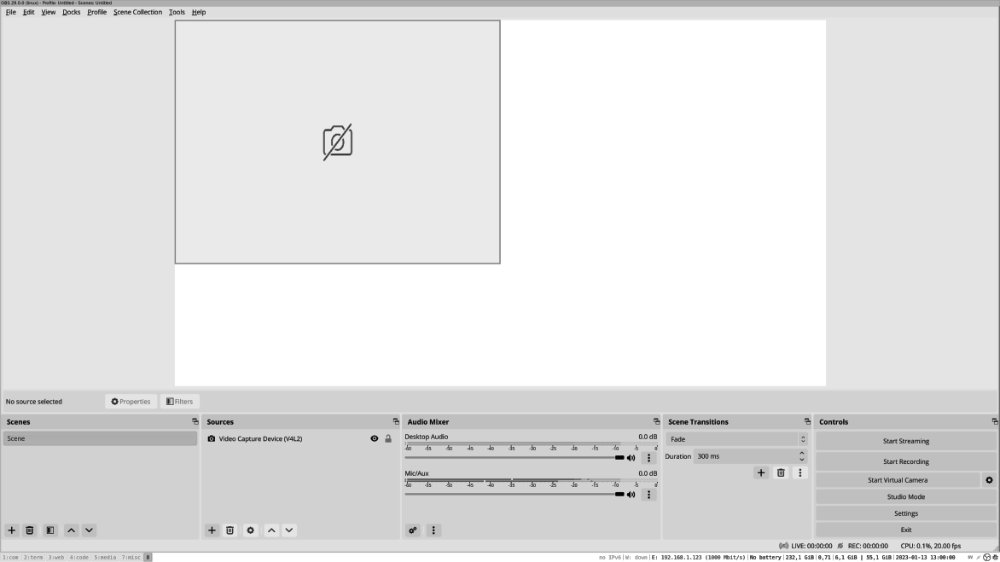 OBS 29.0.0 (linux) - Profile: Untitled - Scenes: Untitled
File Edit View Docks Profile Scene Collection Tools Help
No source selected Properties Filters
Scenes
Scene
Sources
Video Capture Device (V4L2)
Audio Mixer
Desktop Audio 0.0 dB
-60 -55 -50 -45 -40 -35 -30 -25 -20 -15 -10 -5 0
Mic/Aux 0.0 dB
-60 -55 -50 -45 -40 -35 -30 -25 -20 -15 -10 -5 0
Scene Transitions
Fade
Duration 300 ms
Controls
Start Streaming
Start Recording
Start Virtual Camera
Studio Mode
Settings
Exit
LIVE: 00:00:00 REC: 00:00:00 CPU: 0.1%, 20.00 fps
1:com 2:term 3:web 4:code 5:media 7:misc 8 no IPv6|W: down|E: 192.168.1.123 (1000 Mbit/s)|No battery|232,1 GiB|0,71|6,1 GiB | 55,1 GiB|2023-01-13 13:00:00 sv